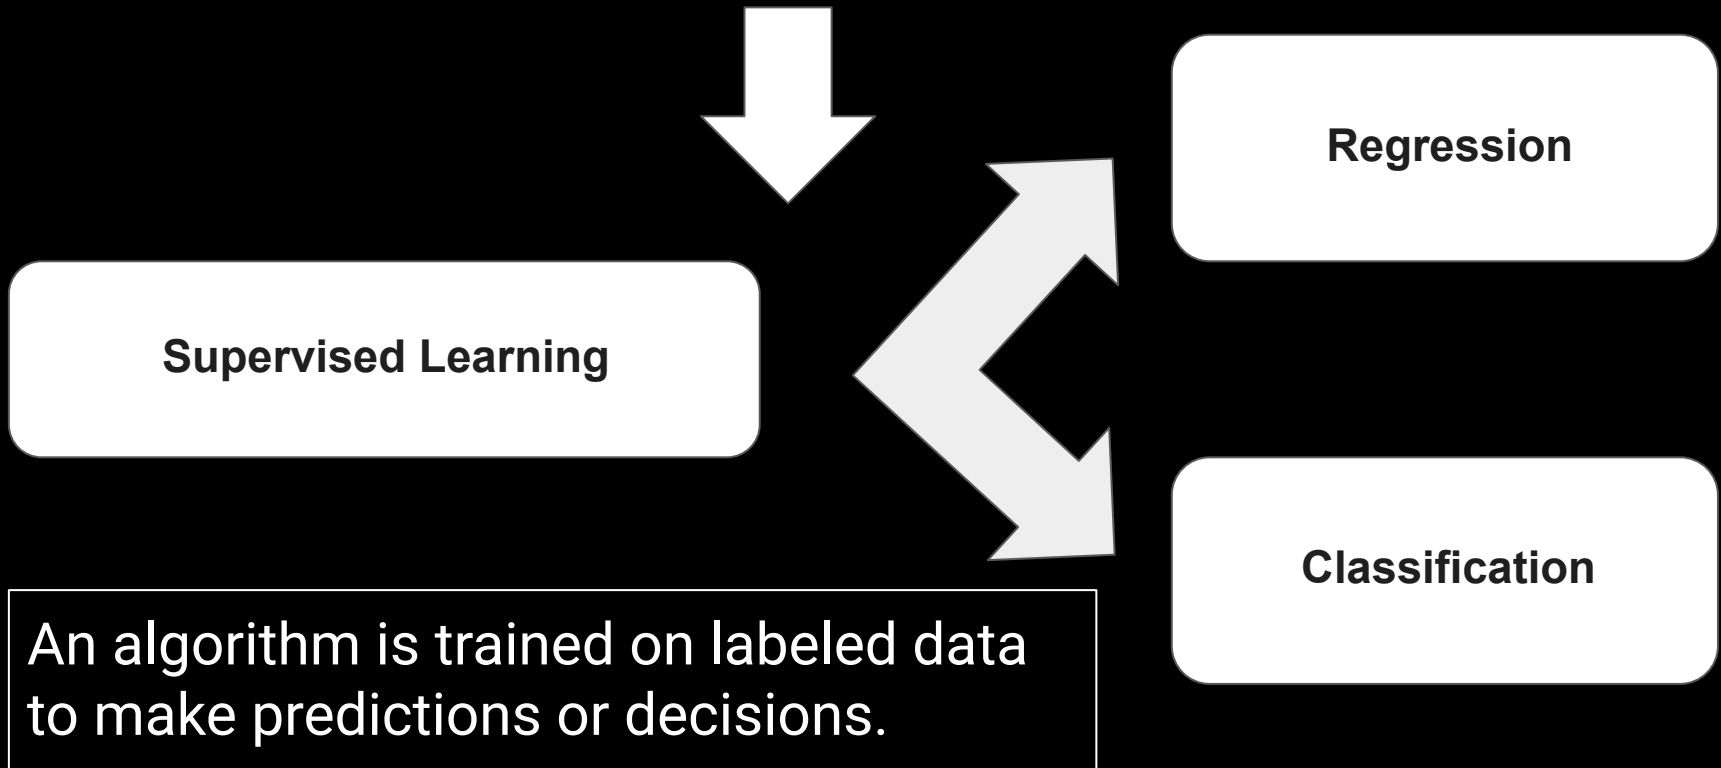 Regression
Supervised Learning
Classification
An algorithm is trained on labeled data
to make predictions or decisions.